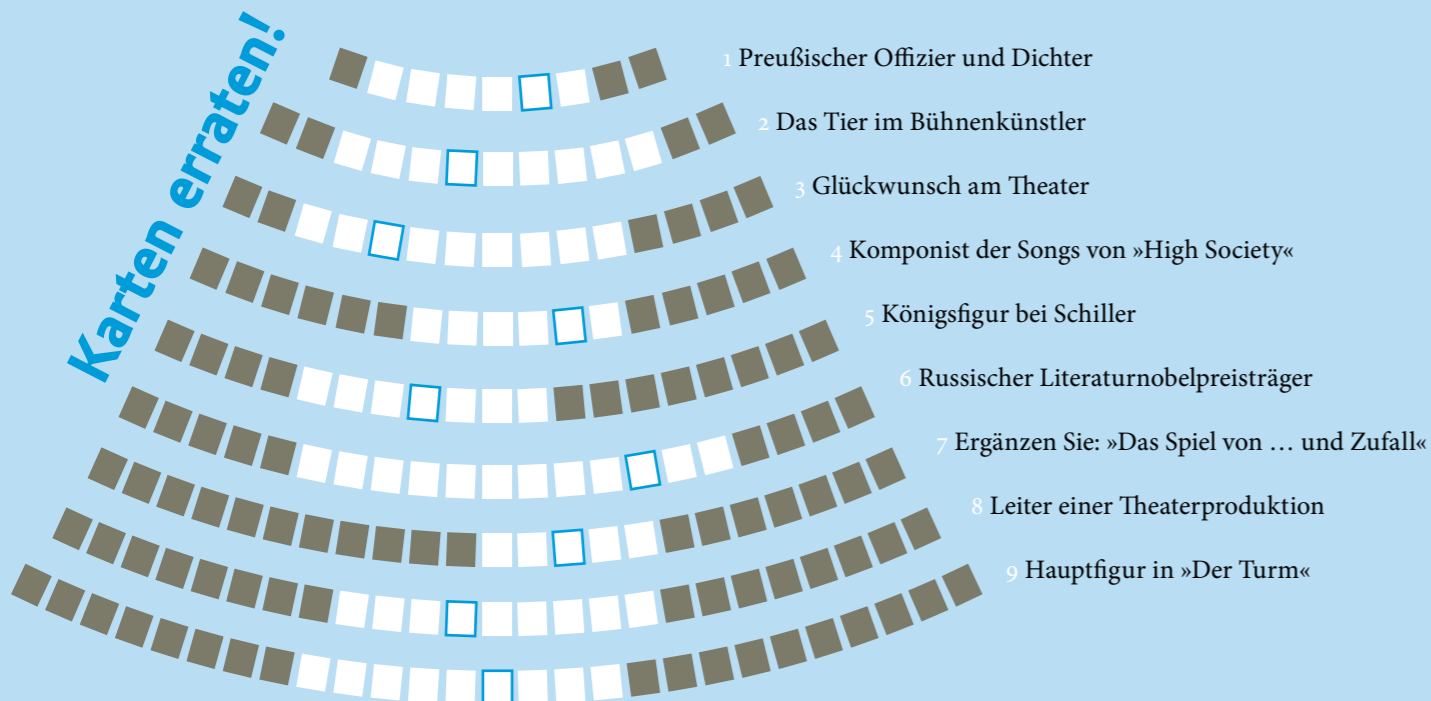 Karten erraten!
1 Preußischer Offizier und Dichter
2 Das Tier im Bühnenkünstler
3 Glückwunsch am Theater
4 Komponist der Songs von »High Society«
5 Königsfigur bei Schiller
6 Russischer Literaturnobelpreisträger
7 Ergänzen Sie: »Das Spiel von … und Zufall«
8 Leiter einer Theaterproduktion
9 Hauptfigur in »Der Turm«